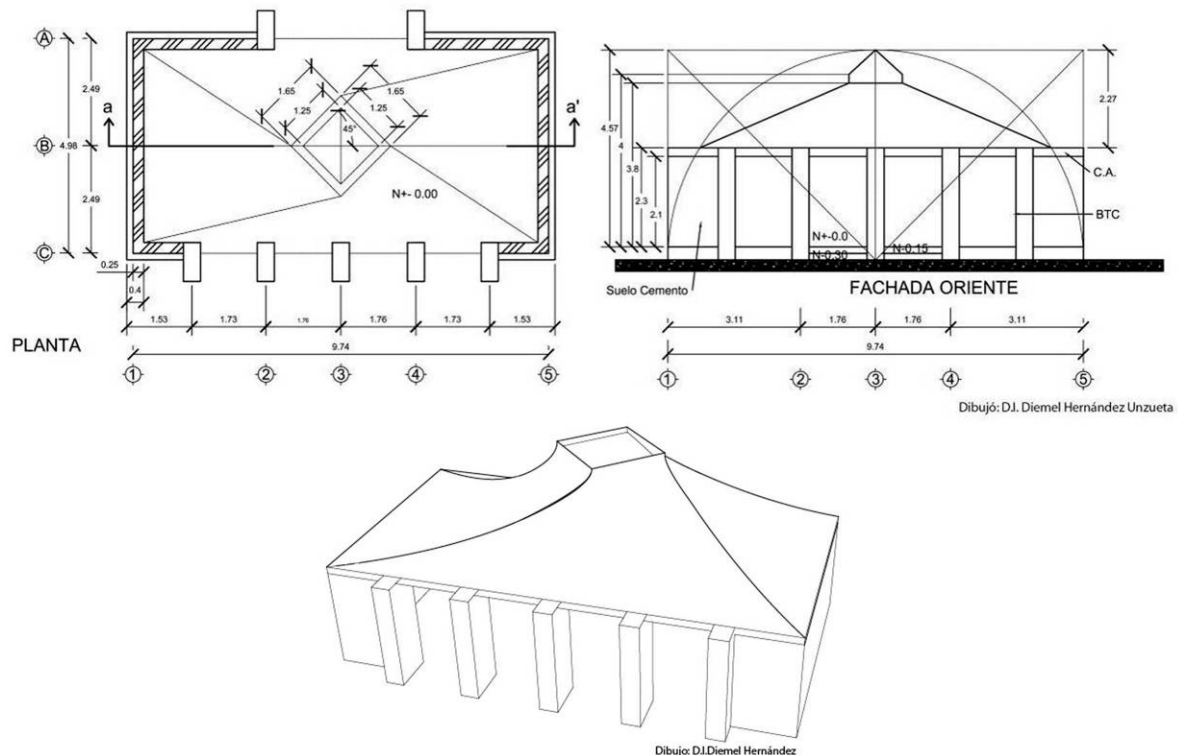 A
B
C
2.49
4.98
2.49
a
a'
1.65
1.25
1.65
1.25
45°
N+- 0.00
0.25
0.4
1.53 1.73 1.76 1.76 1.73 1.53
9.74
PLANTA
1 2 3 4 5
4.57
4
3.8
2.3
2.1
2.27
C.A.
BTC
N+-0.0
N-0.30
N-0.15
Suelo Cemento
FACHADA ORIENTE
3.11 1.76 1.76 3.11
9.74
1 2 3 4 5
Dibujó: D.I. Diemel Hernández Unzueta
Dibujo: D.I.Diemel Hernández